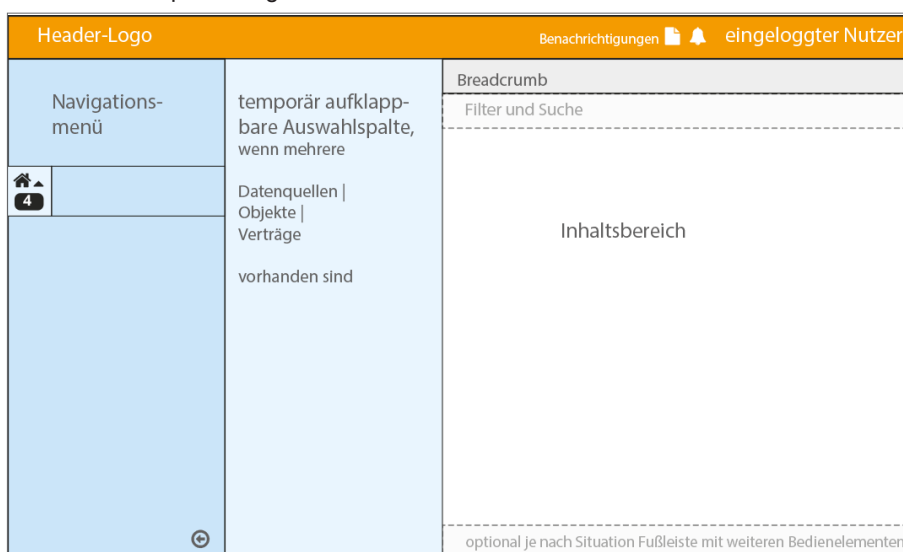 Header-Logo
Benachrichtigungen
eingeloggter Nutzer
Navigations-
menü
4
temporär aufklapp-
bare Auswahlspalte,
wenn mehrere
Datenquellen |
Objekte |
Verträge
vorhanden sind
Breadcrumb
Filter und Suche
Inhaltsbereich
optional je nach Situation Fußleiste mit weiteren Bedienelementen